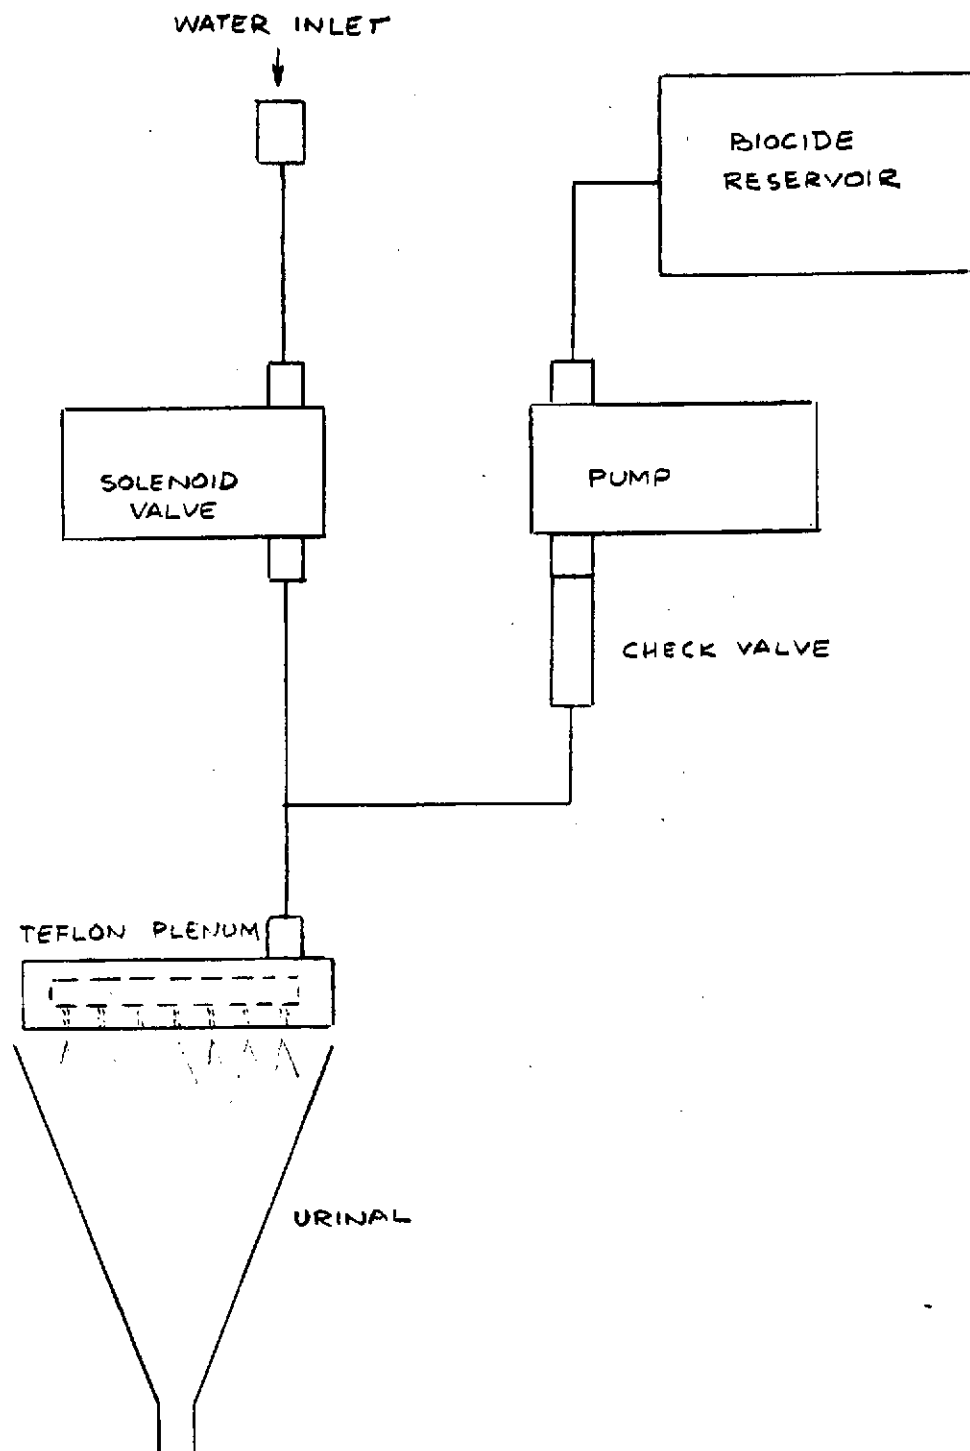 WATER INLET
BIOCIDE
RESERVOIR
SOLENOID
VALVE
PUMP
CHECK VALVE
TEFLON PLENUM
URINAL